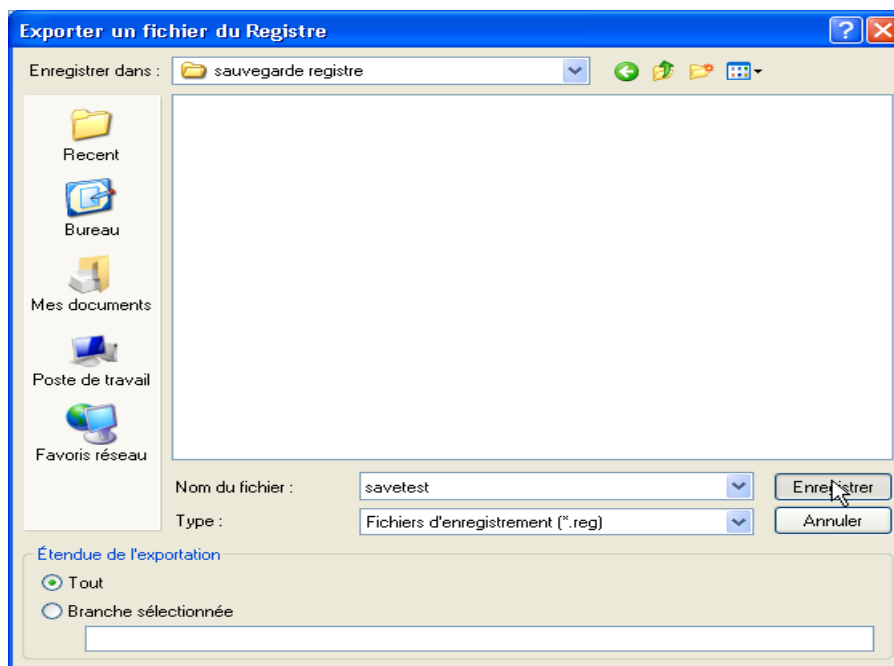 Exporter un fichier du Registre
Enregistrer dans :
sauvegarde registre
Recent
Bureau
Mes documents
Poste de travail
Favoris réseau
Nom du fichier :
savetest
Enregistrer
Type :
Fichiers d'enregistrement (*.reg)
Annuler
Étendue de l'exportation
Tout
Branche sélectionnée